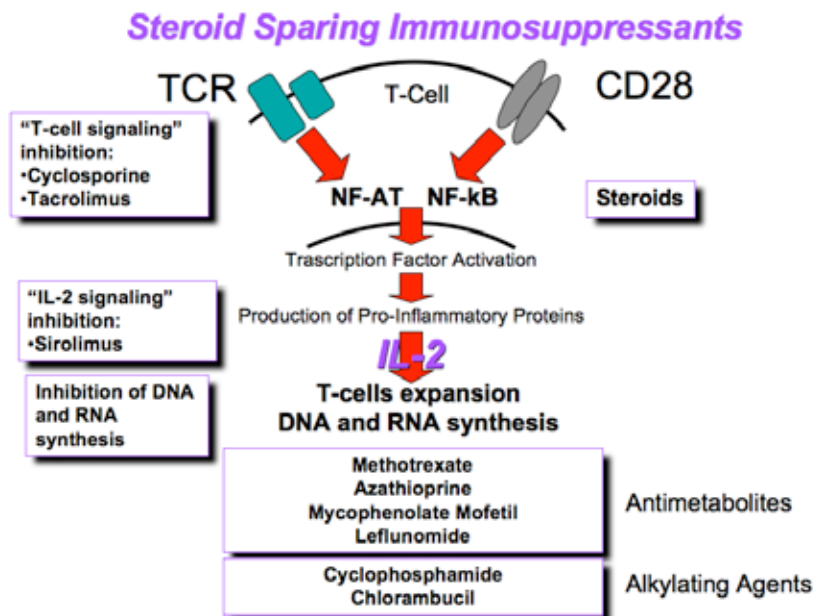 Steroid Sparing Immunosuppressants
TCR
T-Cell
CD28
“T-cell signaling”
inhibition:
•Cyclosporine
•Tacrolimus
NF-AT NF-kB
Steroids
Trascription Factor Activation
“IL-2 signaling”
inhibition:
•Sirolimus
Production of Pro-Inflammatory Proteins
IL-2
Inhibition of DNA
and RNA
synthesis
T-cells expansion
DNA and RNA synthesis
Methotrexate
Azathioprine
Mycophenolate Mofetil
Leflunomide
Antimetabolites
Cyclophosphamide
Chlorambucil
Alkylating Agents